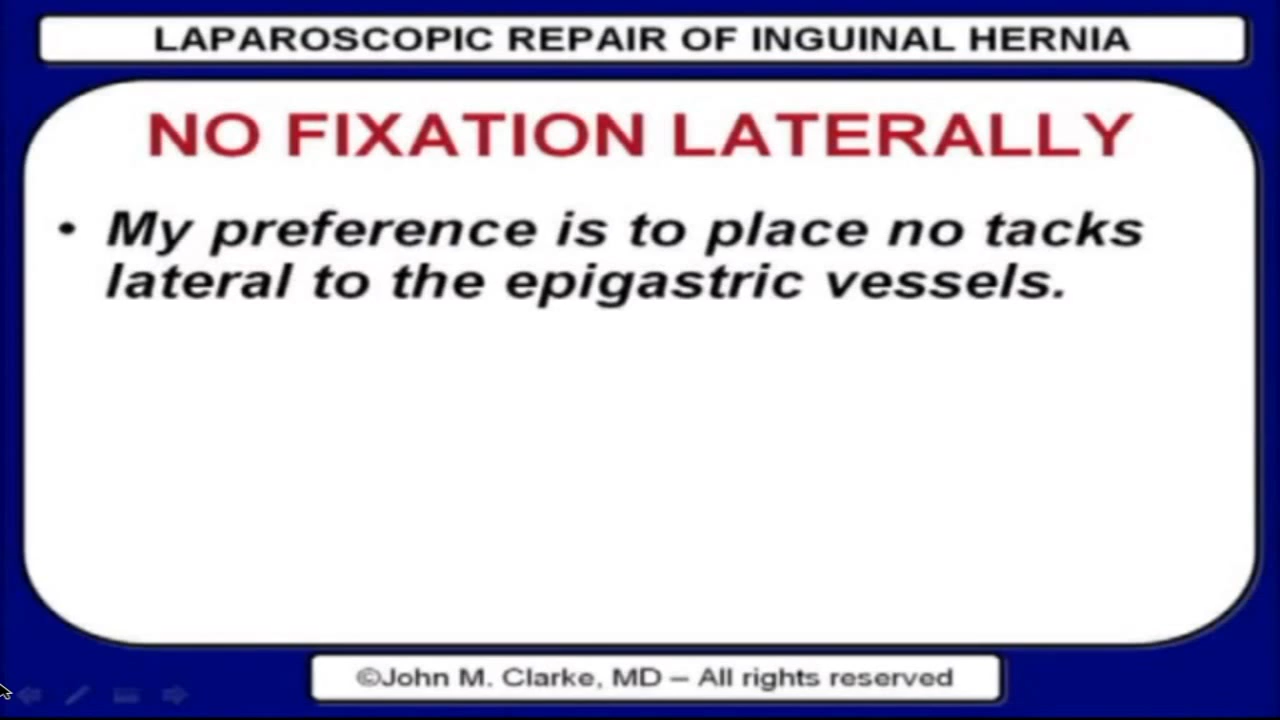 LAPAROSCOPIC REPAIR OF INGUINAL HERNIA
NO FIXATION LATERALLY
• My preference is to place no tacks
lateral to the epigastric vessels.
©John M. Clarke, MD – All rights reserved